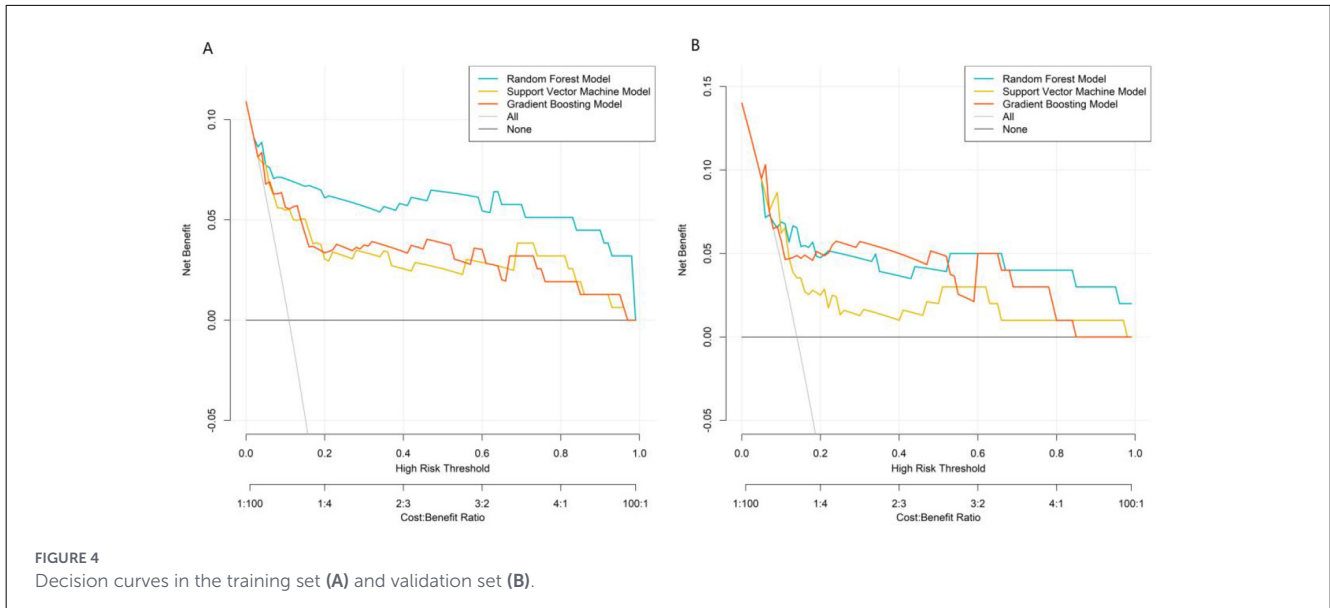 A
Random Forest Model
Support Vector Machine Model
Gradient Boosting Model
All
None
Net Benefit
0.10
0.05
0.00
-0.05
0.0 0.2 0.4 0.6 0.8 1.0
High Risk Threshold
1:100 1:4 2:3 3:2 4:1 100:1
Cost:Benefit Ratio
B
Random Forest Model
Support Vector Machine Model
Gradient Boosting Model
All
None
Net Benefit
0.15
0.10
0.05
0.00
-0.05
0.0 0.2 0.4 0.6 0.8 1.0
High Risk Threshold
1:100 1:4 2:3 3:2 4:1 100:1
Cost:Benefit Ratio
FIGURE 4
Decision curves in the training set (A) and validation set (B).